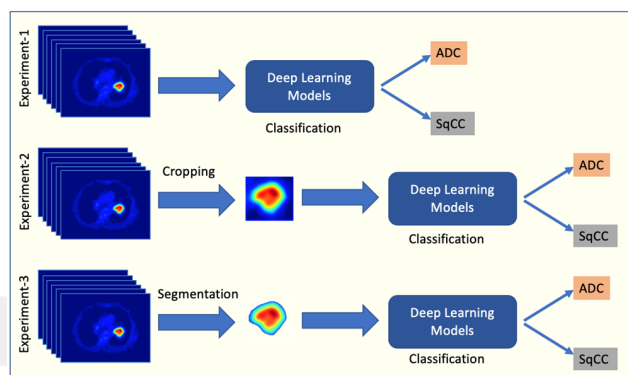 Experiment-1
Deep Learning
Models
Classification
ADC
SqCC
Experiment-2
Cropping
Deep Learning
Models
Classification
ADC
SqCC
Experiment-3
Segmentation
Deep Learning
Models
Classification
ADC
SqCC